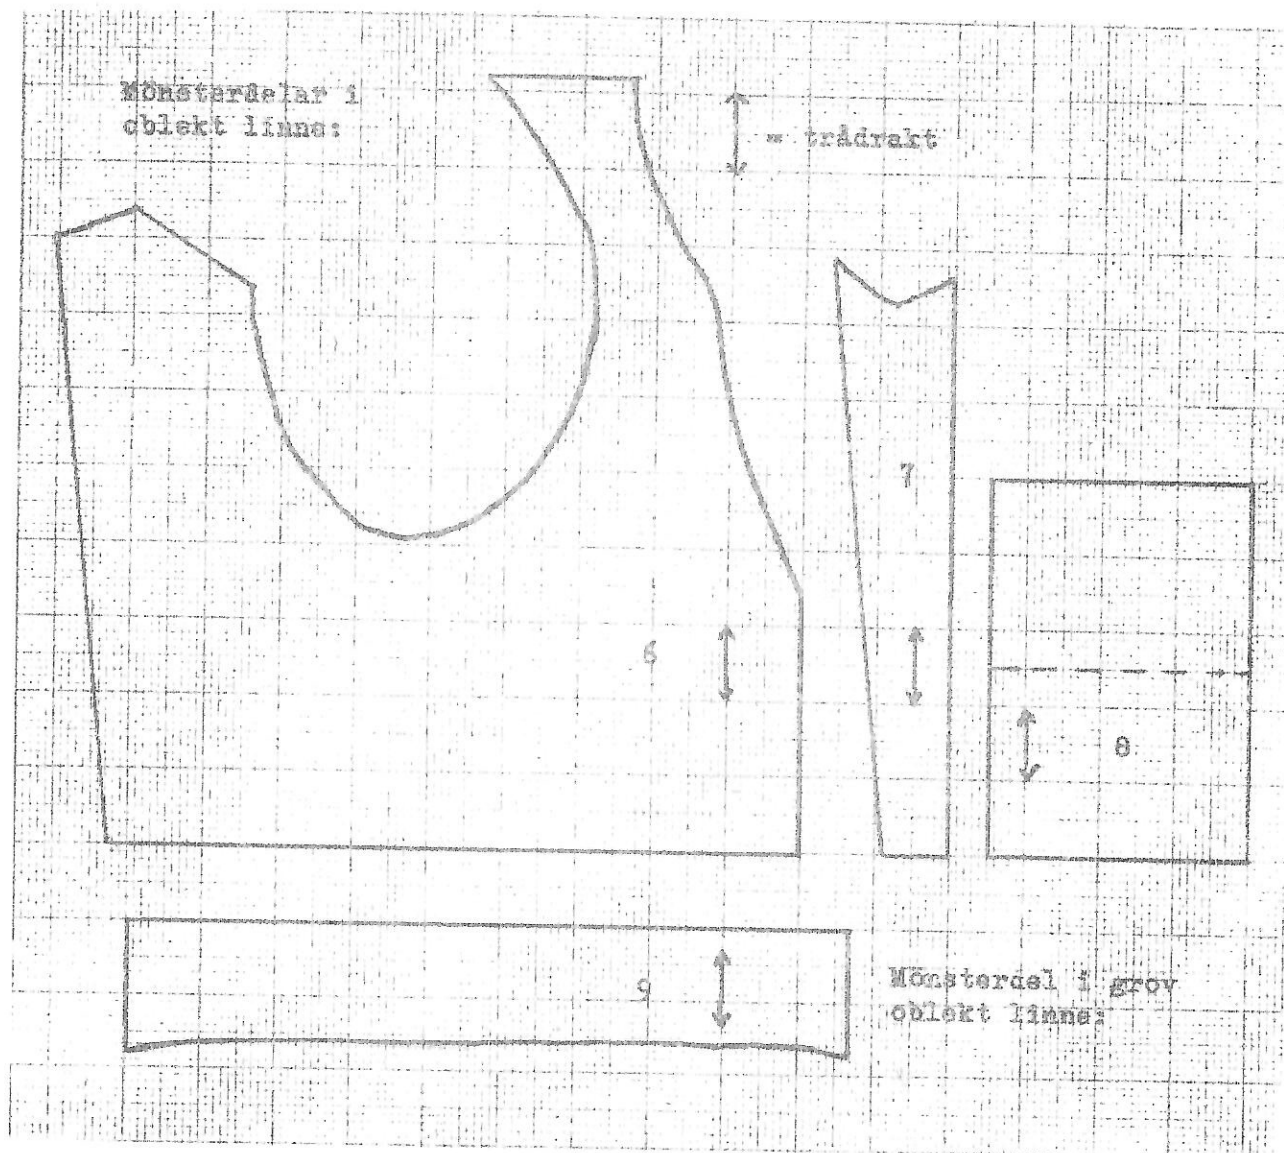 Mönsterdelar i
oblekt linne:
= trådrakt
7
6
8
9
Mönsterdel i grov
oblekt linne: